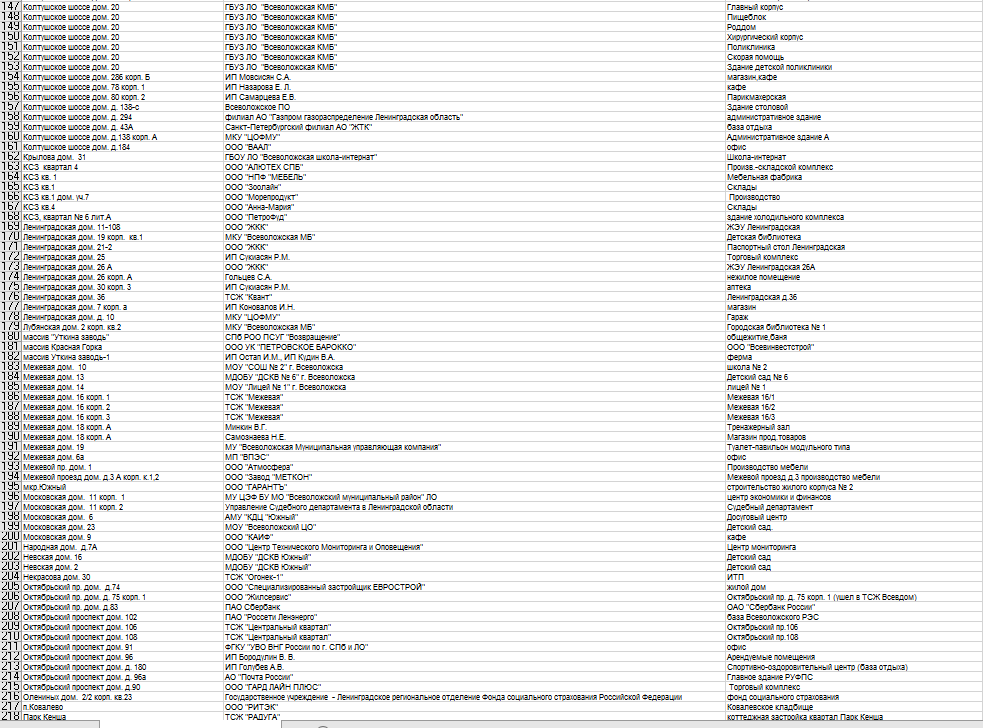 147 Колтушское шоссе дом. 20 ГБУЗ ЛО "Всеволожская КМБ" Главный корпус
148 Колтушское шоссе дом. 20 ГБУЗ ЛО "Всеволожская КМБ" Пищеблок
149 Колтушское шоссе дом. 20 ГБУЗ ЛО "Всеволожская КМБ" Роддом
150 Колтушское шоссе дом. 20 ГБУЗ ЛО "Всеволожская КМБ" Хирургический корпус
151 Колтушское шоссе дом. 20 ГБУЗ ЛО "Всеволожская КМБ" Поликлиника
152 Колтушское шоссе дом. 20 ГБУЗ ЛО "Всеволожская КМБ" Скорая помощь
153 Колтушское шоссе дом. 20 ГБУЗ ЛО "Всеволожская КМБ" Здание детской поликлиники
154 Колтушское шоссе дом. 286 корп. Б ИП Мовсисян С.А. магазин,кафе
155 Колтушское шоссе дом. 78 корп. 1 ИП Назарова Е. Л. кафе
156 Колтушское шоссе дом. 80 корп. 2 ИП Самарцева Е.В. Парикмахерская
157 Колтушское шоссе дом. д. 138-с Всеволожское ПО Здание столовой
158 Колтушское шоссе дом. д. 294 филиал АО "Газпром газораспределение Ленинградская область" административное здание
159 Колтушское шоссе дом. д. 43А Санкт-Петербургский филиал АО "ЖТК" база отдыха
160 Колтушское шоссе дом. д.138 корп. А МКУ "ЦОФМУ" Административное здание А
161 Колтушское шоссе дом. д.184 ООО "ВААЛ" офис
162 Крылова дом. 31 ГБОУ ЛО "Всеволожская школа-интернат" Школа-интернат
163 КСЗ квартал 4 ООО "АЛЮТЕХ СПБ" Произв.-складской комплекс
164 КСЗ кв. 1 ООО "НПФ "МЕБЕЛЬ" Мебельная фабрика
165 КСЗ кв.1 ООО "Зоолайн" Склады
166 КСЗ кв.1 дом. уч.7 ООО "Морепродукт" Производство
167 КСЗ кв.4 ООО "Анна-Мария" Склады
168 КСЗ, квартал № 6 лит.А ООО "ПетроФуд" здание холодильного комплекса
169 Ленинградская дом. 11-108 ООО "ЖКК" ЖЭУ Ленинградская
170 Ленинградская дом. 19 корп. кв.1 МКУ "Всеволожская МБ" Детская библиотека
171 Ленинградская дом. 21-2 ООО "ЖКК" Паспортный стол Ленинградская
172 Ленинградская дом. 25 ИП Сукиасян Р.М. Торговый комплекс
173 Ленинградская дом. 26 А ООО "ЖКК" ЖЭУ Ленинградская 26А
174 Ленинградская дом. 26 корп. А Гольцев С.А. нежилое помещение
175 Ленинградская дом. 30 корп. 3 ИП Сукиасян Р.М. аптека
176 Ленинградская дом. 36 ТСЖ "Квант" Ленинградская д.36
177 Ленинградская дом. 7 корп. а ИП Коновалов И.Н. магазин
178 Ленинградская дом. д. 10 МКУ "ЦОФМУ" Гараж
179 Лубянская дом. 2 корп. кв.2 МКУ "Всеволожская МБ" Городская библиотека № 1
180 массив "Уткина заводь" СПб РОО ПСУГ "Возвращение" общежитие,баня
181 массив Красная Горка ООО УК "ПЕТРОВСКОЕ БАРОККО" ООО "Всевинвестстрой"
182 массив Уткина заводь-1 ИП Остап И.М., ИП Кудин В.А. ферма
183 Межевая дом. 10 МОУ "СОШ № 2" г. Всеволожска школа № 2
184 Межевая дом. 13 МДОБУ "ДСКВ № 6" г. Всеволожска Детский сад № 6
185 Межевая дом. 14 МОУ "Лицей № 1" г. Всеволожска лицей № 1
186 Межевая дом. 16 корп. 1 ТСЖ "Межевая" Межевая 16/1
187 Межевая дом. 16 корп. 2 ТСЖ "Межевая" Межевая 16/2
188 Межевая дом. 16 корп. 3 ТСЖ "Межевая" Межевая 16/3
189 Межевая дом. 18 корп. А Минкин В.Г. Тренажерный зал
190 Межевая дом. 18 корп. А Самознаева Н.Е. Магазин прод.товаров
191 Межевая дом. 19 МУ "Всеволожская Муниципальная управляющая компания" Туалет-павильон модульного типа
192 Межевая дом. 6а МП "ВПЭС" офис
193 Межевой пр. дом. 1 ООО "Атмосфера" Производство мебели
194 Межевой проезд дом. д.3 А корп. к.1,2 ООО "Завод "МЕТКОН" Межевой проезд д.3 производство мебели
195 мкр.Южный ООО "ГАРАНТЪ" строительство жилого корпуса № 2
196 Московская дом. 11 корп. 1 МУ ЦЭФ БУ МО "Всеволожский муниципальный район" ЛО центр экономики и финансов
197 Московская дом. 11 корп. 2 Управление Судебного департамента в Ленинградской области Судебный департамент
198 Московская дом. 6 АМУ "КДЦ "Южный" Досуговый центр
199 Московская дом. 23 МОУ "Всеволожский ЦО" Детский сад
200 Московская дом. 9 ООО "КАИФ" кафе
201 Народная дом. д.7А ООО "Центр Технического Мониторинга и Оповещения" Центр мониторинга
202 Невская дом. 16 МДОБУ "ДСКВ Южный" Детский сад
203 Невская дом. 2 МДОБУ "ДСКВ Южный" Детский сад
204 Некрасова дом. 30 ТСЖ "Огонек-1" ИТП
205 Октябрьский пр. дом. д.74 ООО "Специализированный застройщик ЕВРОСТРОЙ" жилой дом
206 Октябрьский пр. дом. д. 75 корп. 1 ООО "Жилсервис" Октябрьский пр. д. 75 корп. 1 (ушел в ТСЖ Всевдом)
207 Октябрьский пр. дом. д.83 ПАО Сбербанк ОАО "Сбербанк России"
208 Октябрьский проспект дом. 102 ПАО "Россети Ленэнерго" база Всеволожского РЭС
209 Октябрьский проспект дом. 106 ТСЖ "Центральный квартал" Октябрьский пр.106
210 Октябрьский проспект дом. 108 ТСЖ "Центральный квартал" Октябрьский пр.108
211 Октябрьский проспект дом. 91 ФГКУ "УВО ВНГ России по г. СПб и ЛО" офис
212 Октябрьский проспект дом. 96 ИП Бородулин В. В. Арендуемые помещения
213 Октябрьский проспект дом. д. 180 ИП Голубев А.В. Спортивно-оздоровительный центр (база отдыха)
214 Октябрьский проспект дом. д. 96а АО "Почта России" Главное здание РУФПС
215 Октябрьский проспект дом. д.90 ООО "ГАРД ЛАЙН ПЛЮС" Торговый комплекс
216 Олениных дом. 2/2 корп. кв.23 Государственное учреждение - Ленинградское региональное отделение Фонда социального страхования Российской Федерации фонд социального страхования
217 п.Ковалево ООО "РИТЭК" Ковалевское кладбище
218 Парк Кенша ТСЖ "РАДУГА" коттеджная застройка квартал Парк Кенша